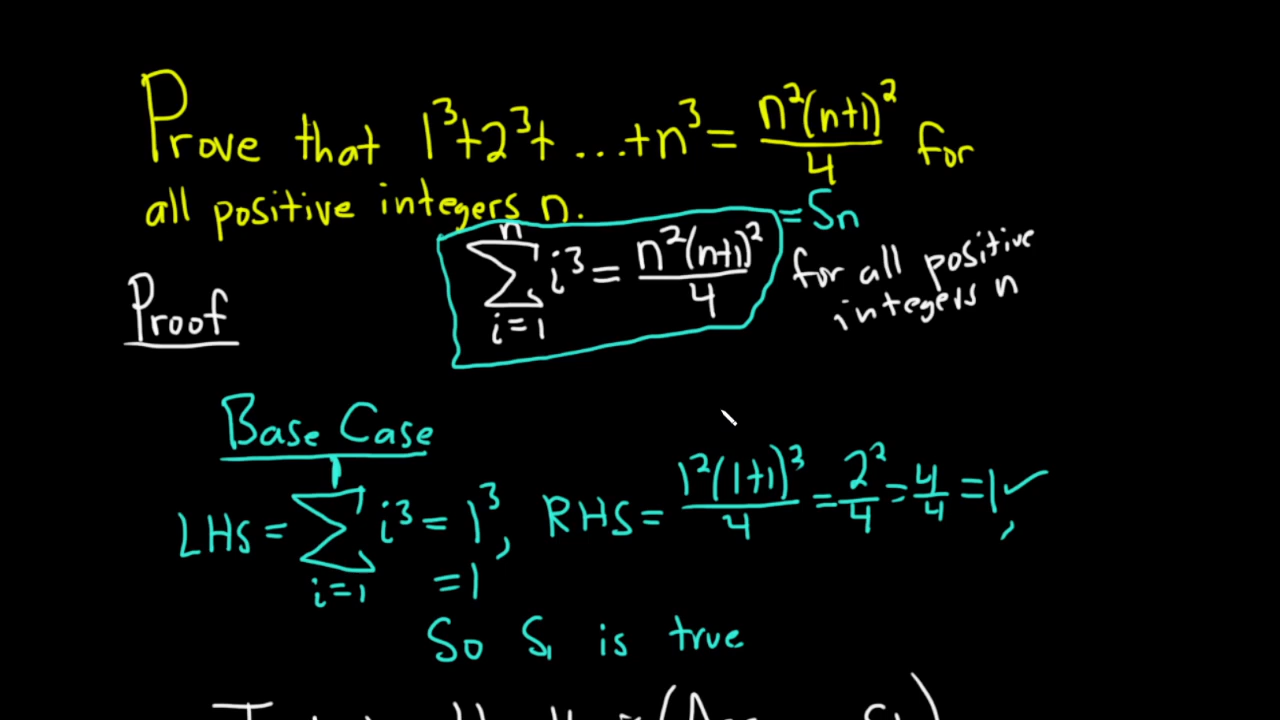 Prove that 1³+2³+ ...+n³ = n²(n+1)²/4 for
all positive integers n.
= Sn
n
∑ i³ = n²(n+1)²/4
i=1
for all positive
integers n
Proof
Base Case
1
LHS = ∑ i³ = 1³, RHS = 1²(1+1)³/4 = 2²/4 = 4/4 = 1✓,
i=1 = 1
So S₁ is true